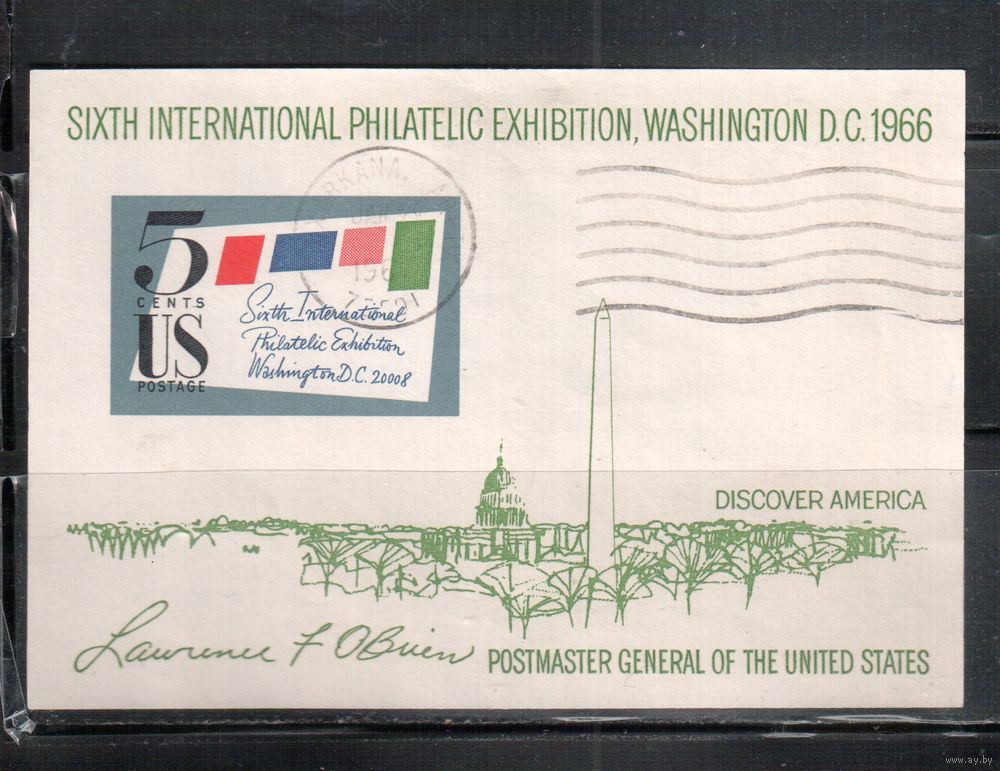 SIXTH INTERNATIONAL PHILATELIC EXHIBITION, WASHINGTON D.C. 1966
5
CENTS
US
POSTAGE
Sixth International
Philatelic Exhibition
Washington D.C. 20008
DISCOVER AMERICA
Lawrence F O'Brien
POSTMASTER GENERAL OF THE UNITED STATES
www.ay.by